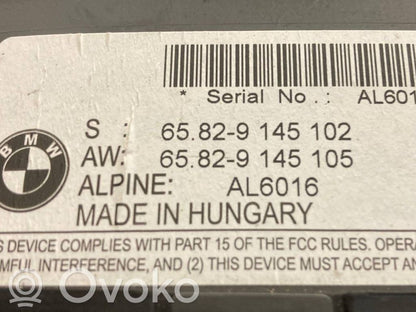 * Serial No.: AL601
BMW
S : 65.82-9 145 102
AW: 65.82-9 145 105
ALPINE: AL6016
MADE IN HUNGARY
S DEVICE COMPLIES WITH PART 15 OF THE FCC RULES. OPERA
MFUL INTERFERENCE, AND (2) THIS DEVICE MUST ACCEPT AN
© Ovoko